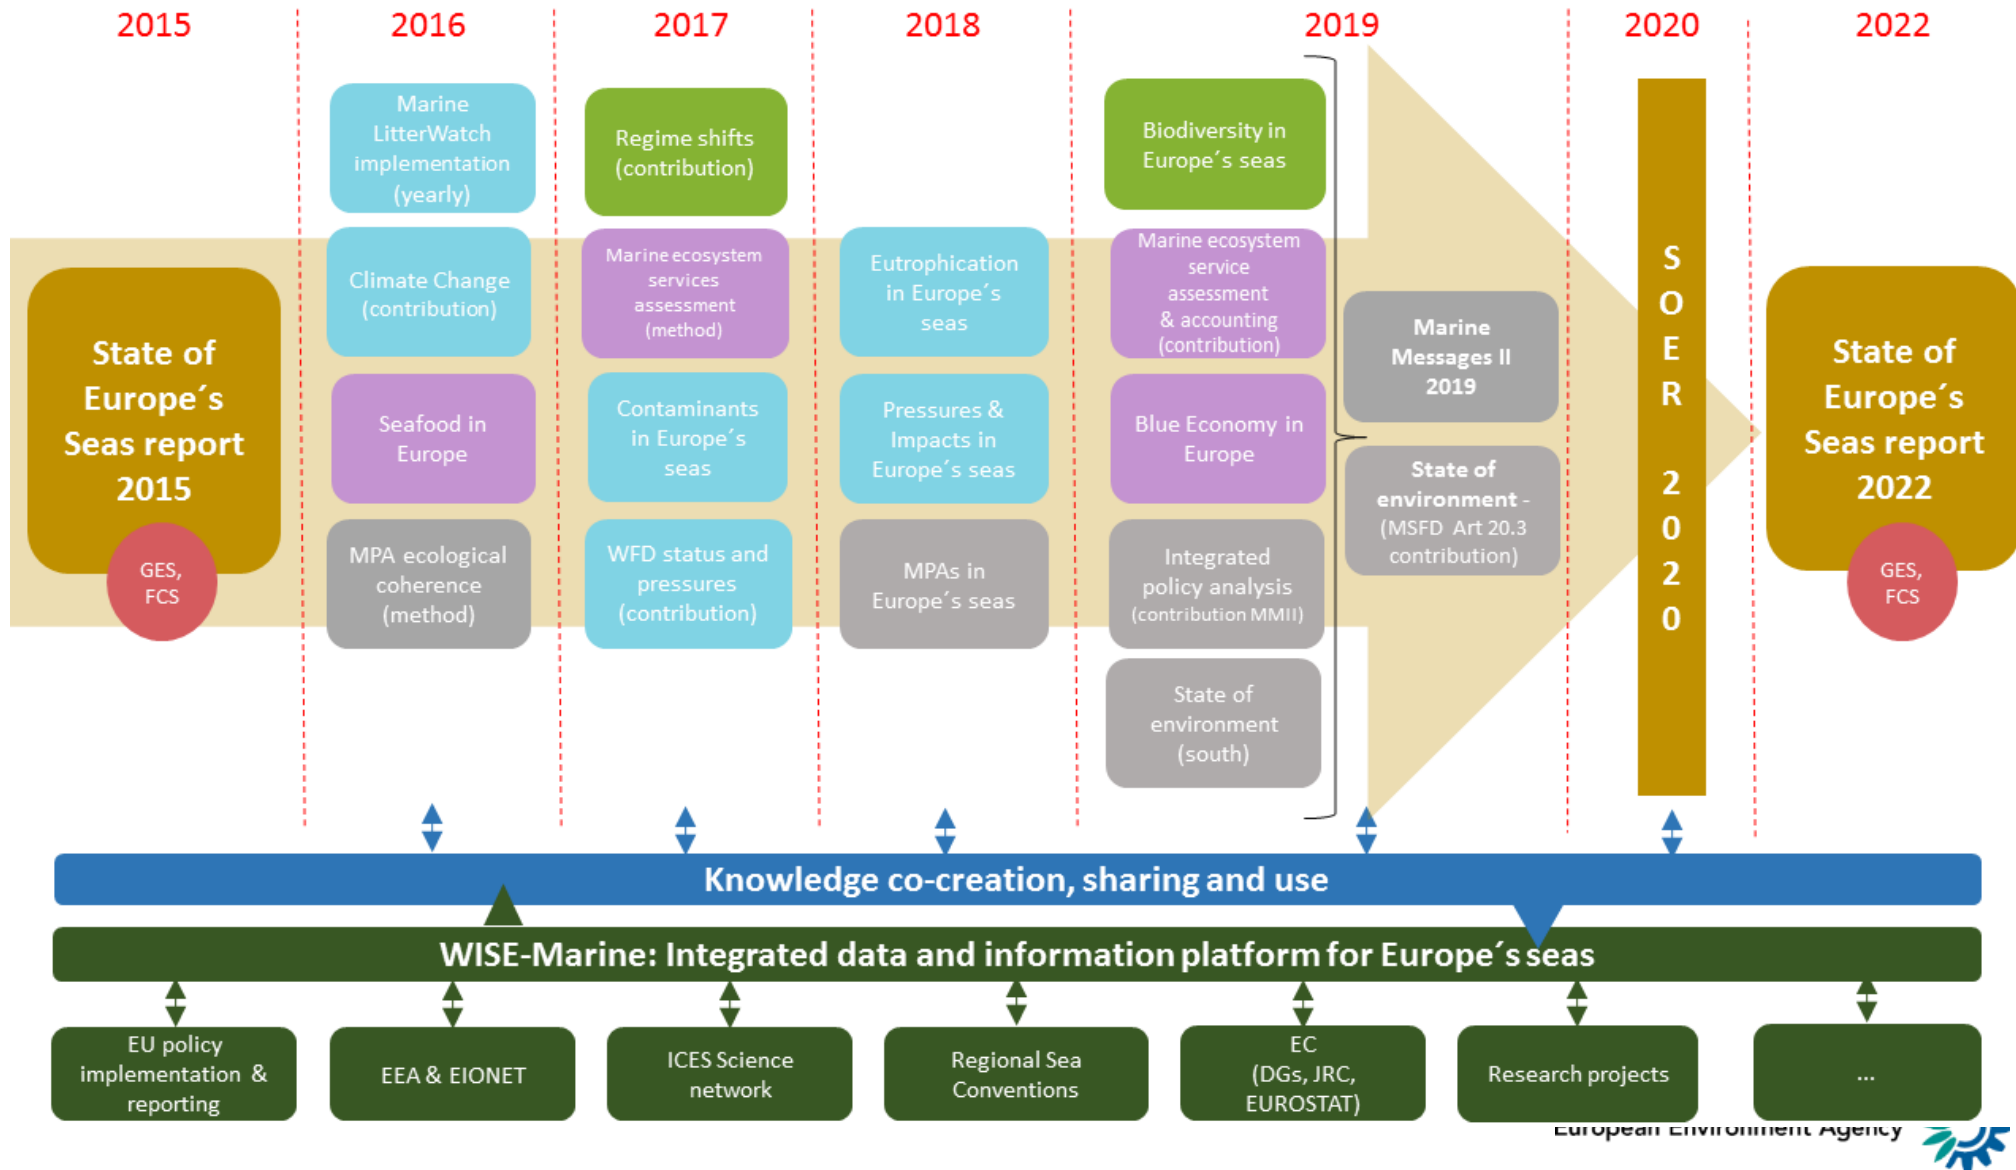 2015
2016
2017
2018
2019
2020
2022
State of
Europe´s
Seas report
2015
GES,
FCS
Marine
LitterWatch
implementation
(yearly)
Climate Change
(contribution)
Seafood in
Europe
MPA ecological
coherence
(method)
Regime shifts
(contribution)
Marine ecosystem
services
assessment
(method)
Contaminants
in Europe´s
seas
WFD status and
pressures
(contribution)
Eutrophication
in Europe´s
seas
Pressures &
Impacts in
Europe´s seas
MPAs in
Europe´s seas
Biodiversity in
Europe´s seas
Marine ecosystem
service
assessment
& accounting
(contribution)
Blue Economy in
Europe
Integrated
policy analysis
(contribution MMII)
State of
environment
(south)
Marine
Messages II
2019
State of
environment -
(MSFD Art 20.3
contribution)
S
O
E
R
2
0
2
0
State of
Europe´s
Seas report
2022
GES,
FCS
Knowledge co-creation, sharing and use
WISE-Marine: Integrated data and information platform for Europe´s seas
EU policy
implementation &
reporting
EEA & EIONET
ICES Science
network
Regional Sea
Conventions
EC
(DGs, JRC,
EUROSTAT)
Research projects
...
European Environment Agency